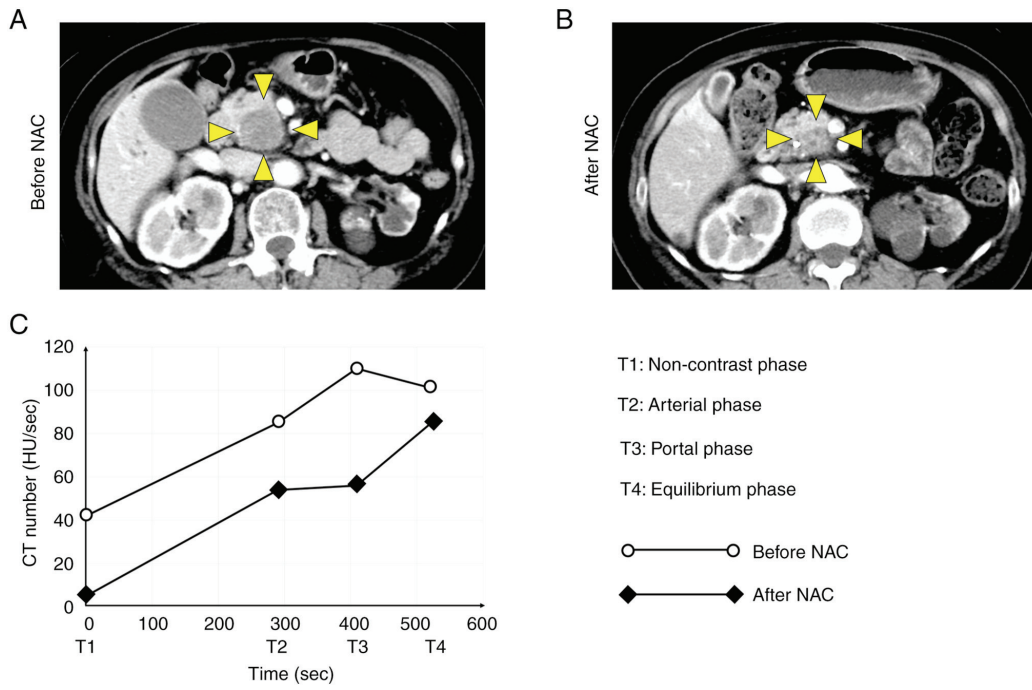 A
B
Before NAC
After NAC
C
120
100
80
60
40
20
0
CT number (HU/sec)
0 100 200 300 400 500 600
T1 T2 T3 T4
Time (sec)
T1: Non-contrast phase
T2: Arterial phase
T3: Portal phase
T4: Equilibrium phase
Before NAC
After NAC